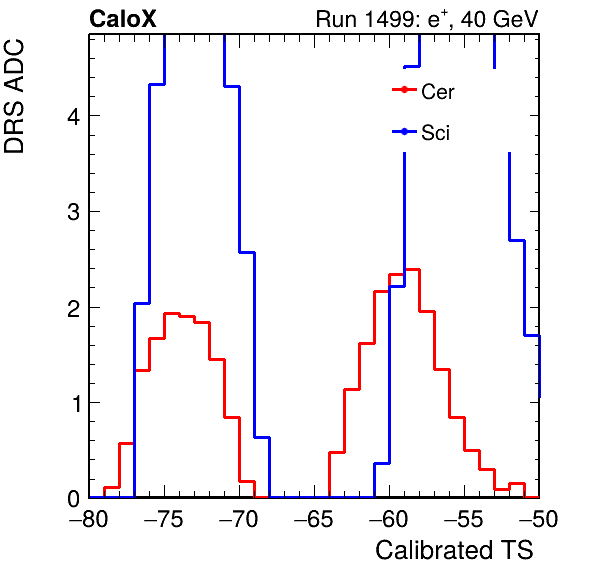 CaloX Run 1499: e⁺, 40 GeV
DRS ADC
Cer
Sci
4
3
2
1
0
−80 −75 −70 −65 −60 −55 −50
Calibrated TS